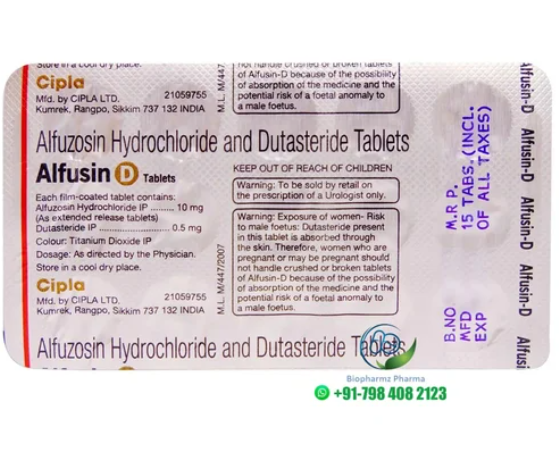 Store in a cool dry place.
Cipla
Mfd. by CIPLA LTD. 21059755
Kumrek, Rangpo, Sikkim 737 132 INDIA
M.L. M/447
not handle crushed or broken tablets
of Alfusin-D because of the possibility
of absorption of the medicine and the
potential risk of a foetal anomaly to
a male foetus.
Alfuzosin Hydrochloride and Dutasteride Tablets
Alfusin D Tablets
Each film-coated tablet contains:
Alfuzosin Hydrochloride IP ....... 10 mg
(As extended release tablets)
Dutasteride IP ..................... 0.5 mg
Colour: Titanium Dioxide IP
Dosage: As directed by the Physician.
Store in a cool dry place.
Cipla
Mfd. by CIPLA LTD. 21059755
Kumrek, Rangpo, Sikkim 737 132 INDIA
M.L. M/447/2007
KEEP OUT OF REACH OF CHILDREN
Warning: To be sold by retail on
the prescription of a Urologist only.
Warning: Exposure of women- Risk
to male foetus: Dutasteride present
in this tablet is absorbed through
the skin. Therefore, women who are
pregnant or may be pregnant should
not handle crushed or broken tablets
of Alfusin-D because of the possibility
of absorption of the medicine and the
potential risk of a foetal anomaly to
a male foetus.
M.R P.
15 TABS.(INCL.
OF ALL TAXES)
B.NO
MFD
EXP
Alfusin-D Alfusin-D Alfusin-D Alfusin-D Alfusin-D
Alfuzosin Hydrochloride and Dutasteride Tablets
Biopharmz Pharma
+91-798 408 2123